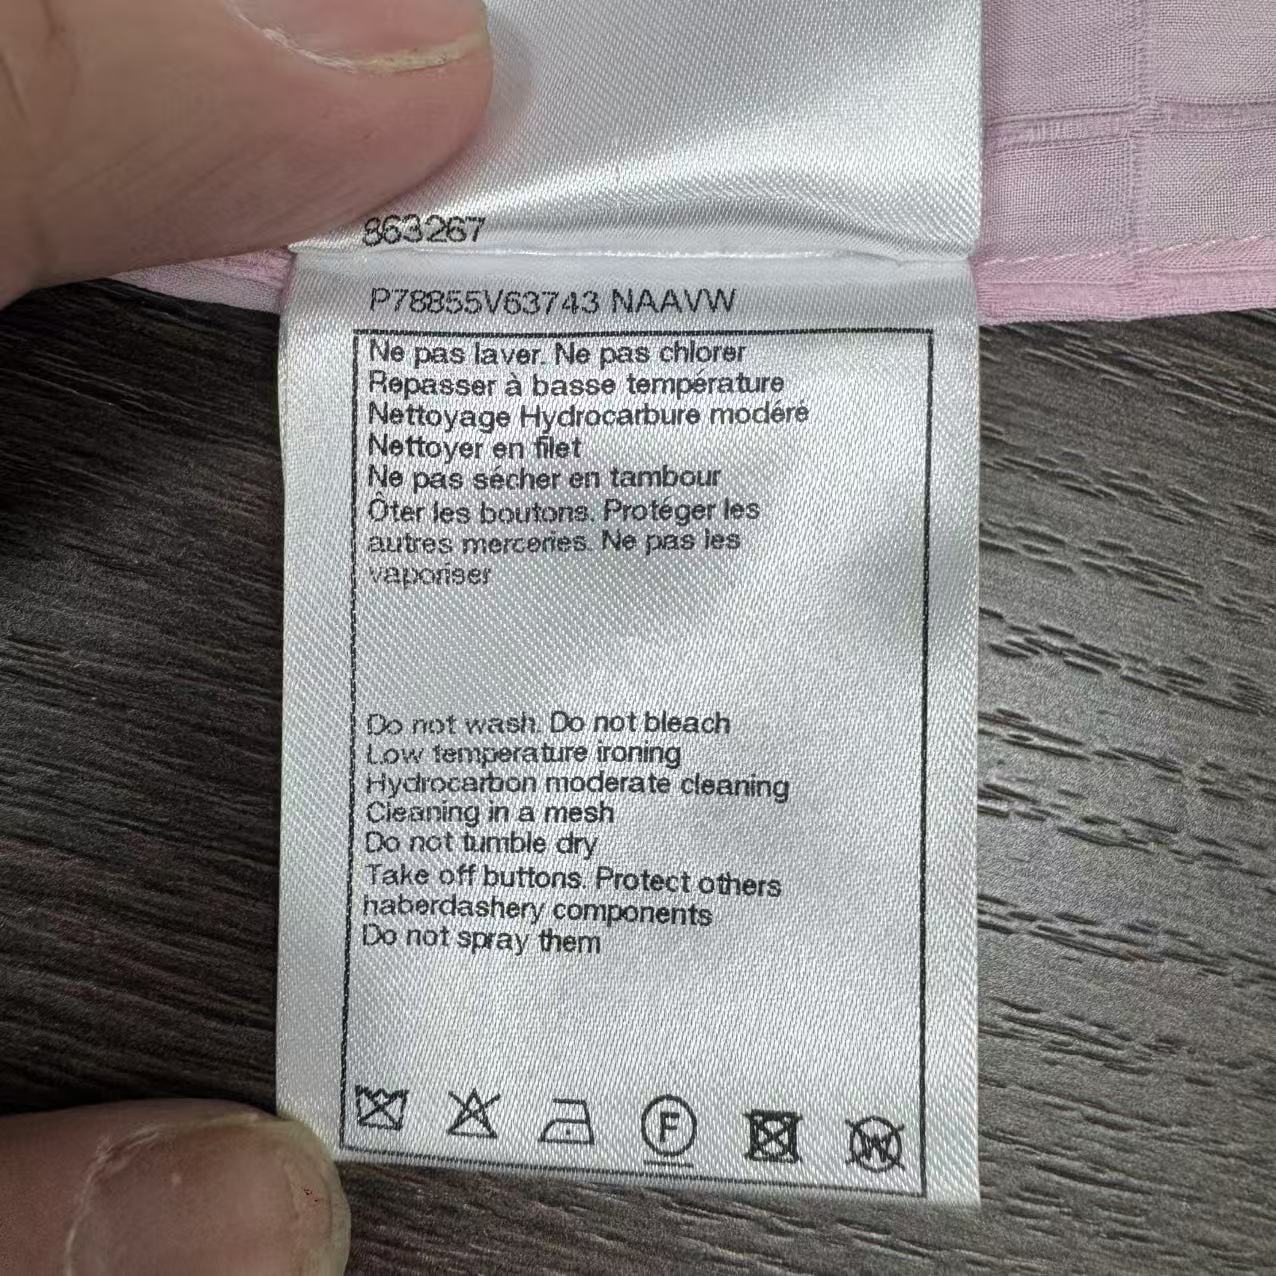 863267
P78855V63743 NAAVW
Ne pas laver. Ne pas chlorer
Repasser à basse température
Nettoyage Hydrocarbure modéré
Nettoyer en filet
Ne pas sécher en tambour
Ôter les boutons. Protéger les
autres merceries. Ne pas les
vaporiser
Do not wash. Do not bleach
Low temperature ironing
Hydrocarbon moderate cleaning
Cleaning in a mesh
Do not tumble dry
Take off buttons. Protect others
haberdashery components
Do not spray them
F W